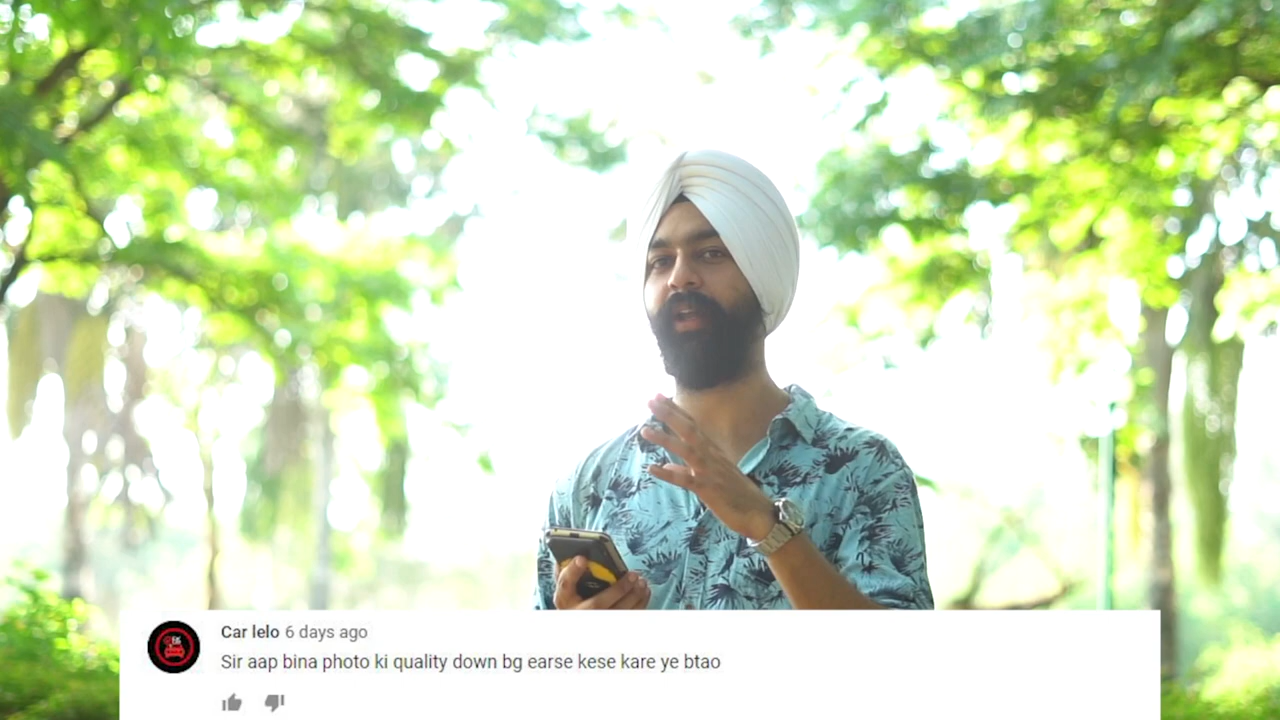 Car lelo 6 days ago
Sir aap bina photo ki quality down bg earse kese kare ye btao